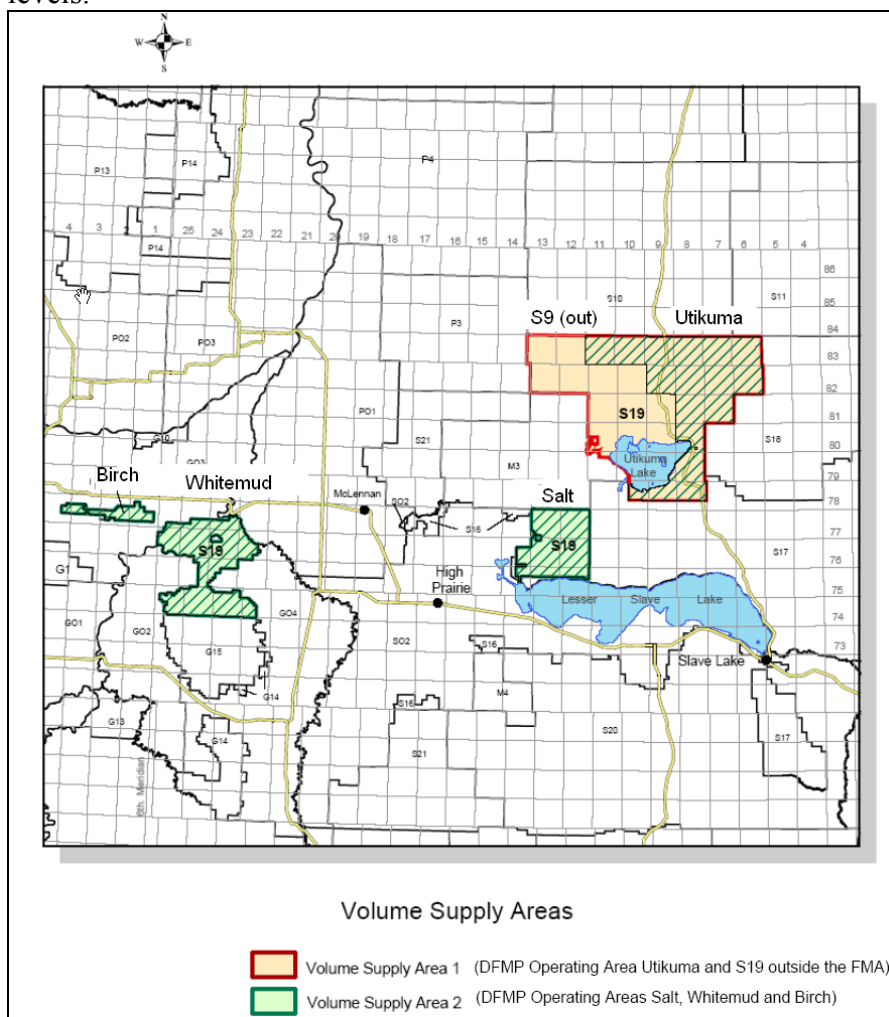 levels.
N
W E
S
P13
P14
P4
4 3 2 1 25 24 23 22 21 20 19 18 17 16 15 14 13 12 11 10 9 8 7 6 5 4
P14
86
S10
S11
85
P3
S9 (out)
Utikuma
84
PO2
PO3
83
82
PO1
S19
81
S21
S18
G10
GO3
M3
Utikuma
Lake
80
79
Birch
Whitemud
McLennan
SO2
Salt
78
S16
77
S19
S19
S17
76
G1
High
Prairie
75
GO4
Lesser Slave Lake
74
GO1
GO2
SO2
S16
73
G15
Slave Lake
G14
S16
M4
G13
G14
S21
S20
S17
6th. Meridian
Volume Supply Areas
Volume Supply Area 1 (DFMP Operating Area Utikuma and S19 outside the FMA)
Volume Supply Area 2 (DFMP Operating Areas Salt, Whitemud and Birch)